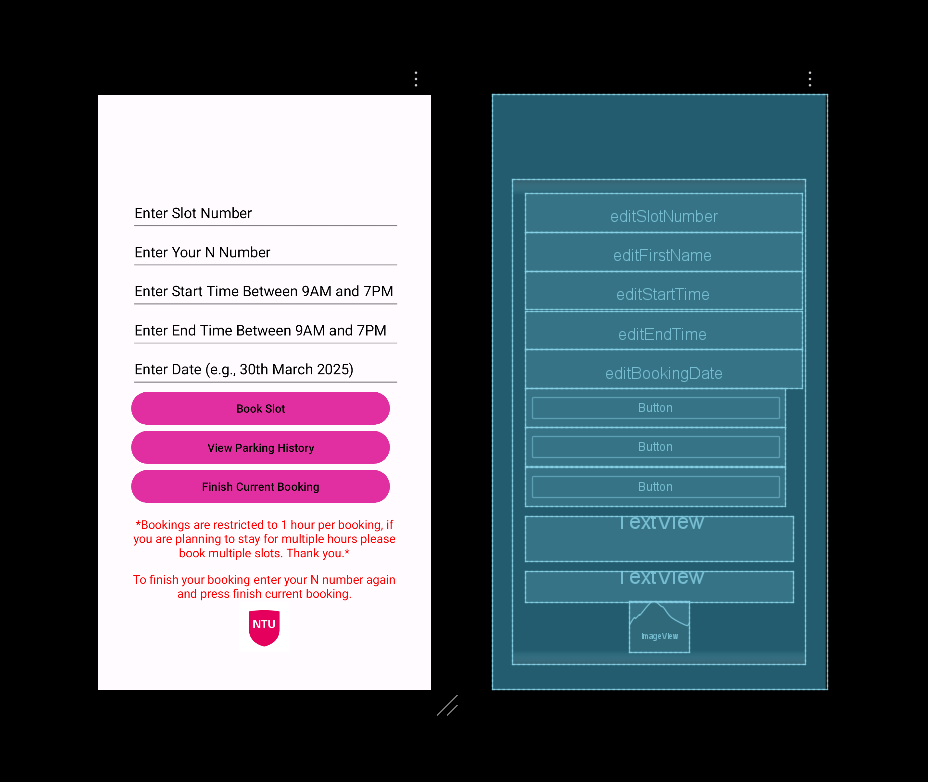 Enter Slot Number
Enter Your N Number
Enter Start Time Between 9AM and 7PM
Enter End Time Between 9AM and 7PM
Enter Date (e.g., 30th March 2025)
Book Slot
View Parking History
Finish Current Booking
*Bookings are restricted to 1 hour per booking, if
you are planning to stay for multiple hours please
book multiple slots. Thank you.*
To finish your booking enter your N number again
and press finish current booking.
NTU
editSlotNumber
editFirstName
editStartTime
editEndTime
editBookingDate
Button
Button
Button
TextView
TextView
ImageView